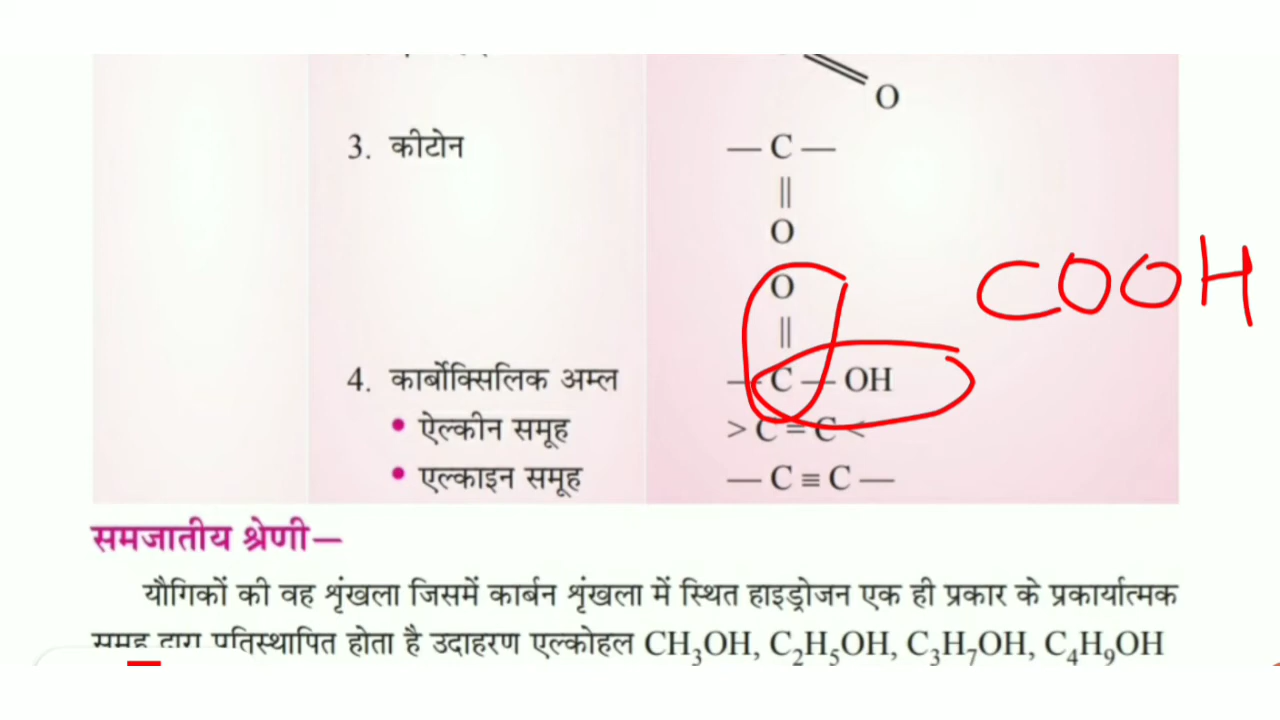 O
3. कीटोन — C —
||
O
O
||
COOH
4. कार्बोक्सिलिक अम्ल — C — OH
• ऐल्कीन समूह > C = C <
• एल्काइन समूह — C ≡ C —
समजातीय श्रेणी—
यौगिकों की वह शृंखला जिसमें कार्बन शृंखला में स्थित हाइड्रोजन एक ही प्रकार के प्रकार्यात्मक
समूह द्वारा प्रतिस्थापित होता है उदाहरण एल्कोहल CH₃OH, C₂H₅OH, C₃H₇OH, C₄H₉OH